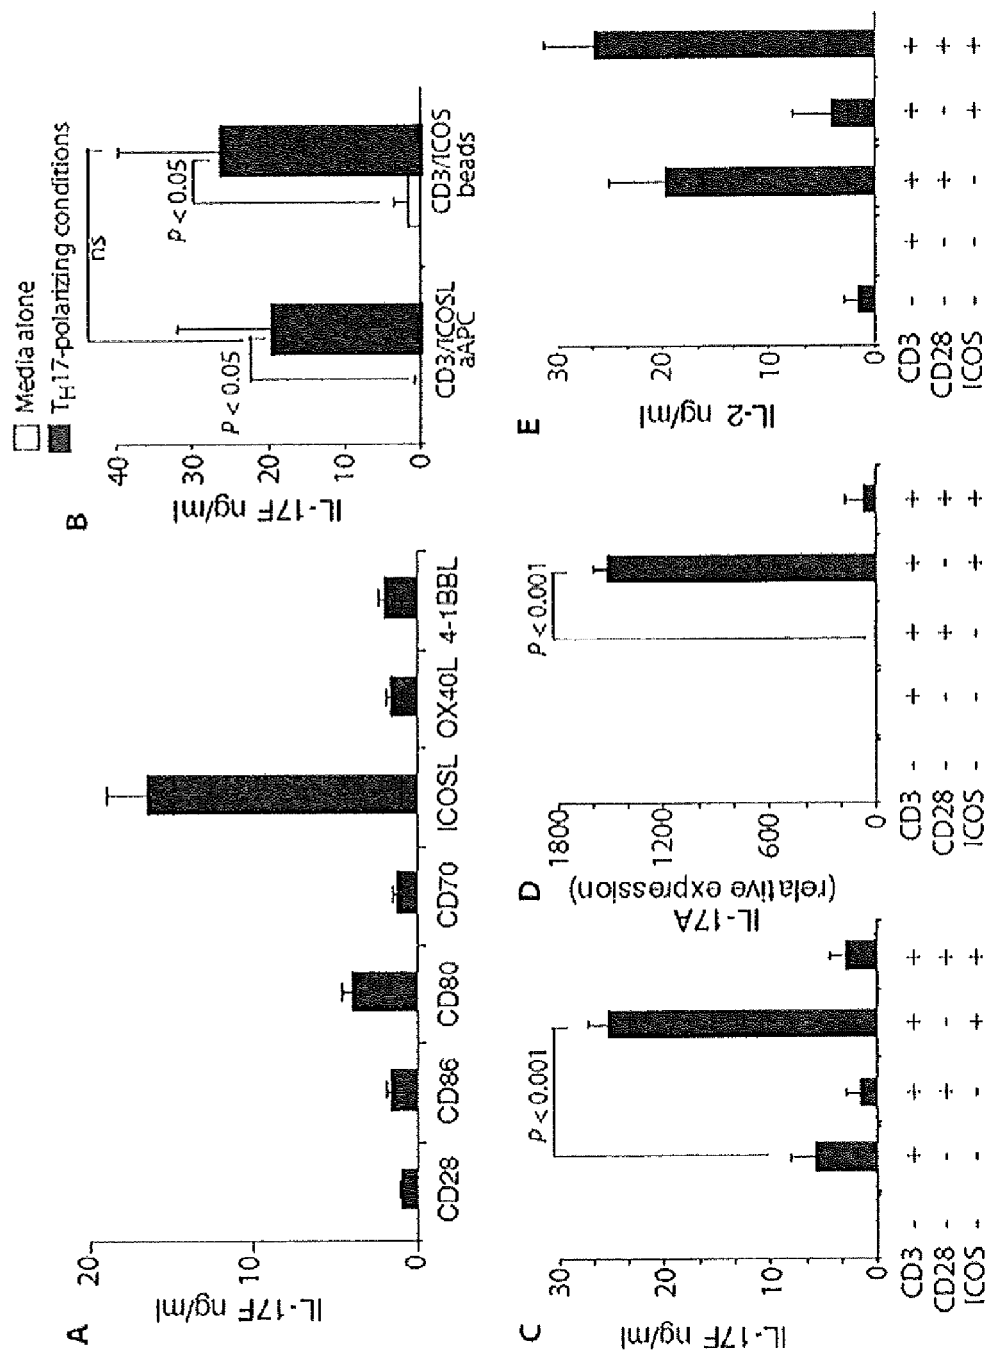 A
IL-17F ng/ml
20
10
0
CD28 CD86 CD80 CD70 ICOSL OX40L 4-1BBL
B
Media alone
TH17-polarizing conditions
IL-17F ng/ml
40
30
20
10
0
P < 0.05
P < 0.05
ns
CD3/ICOSL
aAPC
CD3/ICOS
beads
C
IL-17F ng/ml
30
20
10
0
P < 0.001
CD3 - + + + +
CD28 - - + - +
ICOS - - - + +
D
IL-17A
(relative expression)
1800
1200
600
0
P < 0.001
CD3 - + + + +
CD28 - - + - +
ICOS - - - + +
E
IL-2 ng/ml
30
20
10
0
CD3 - + + + +
CD28 - - + - +
ICOS - - - + +